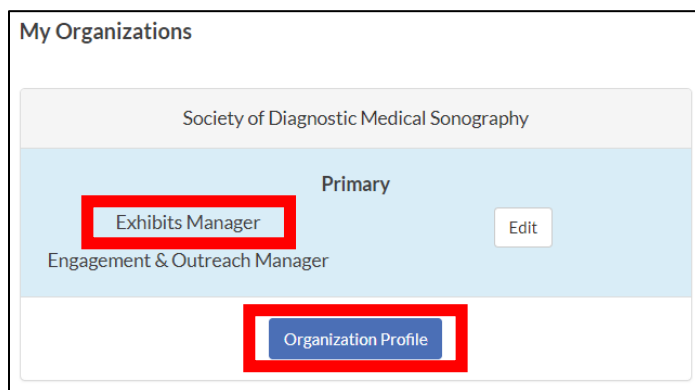 My Organizations
Society of Diagnostic Medical Sonography
Primary
Exhibits Manager
Edit
Engagement & Outreach Manager
Organization Profile